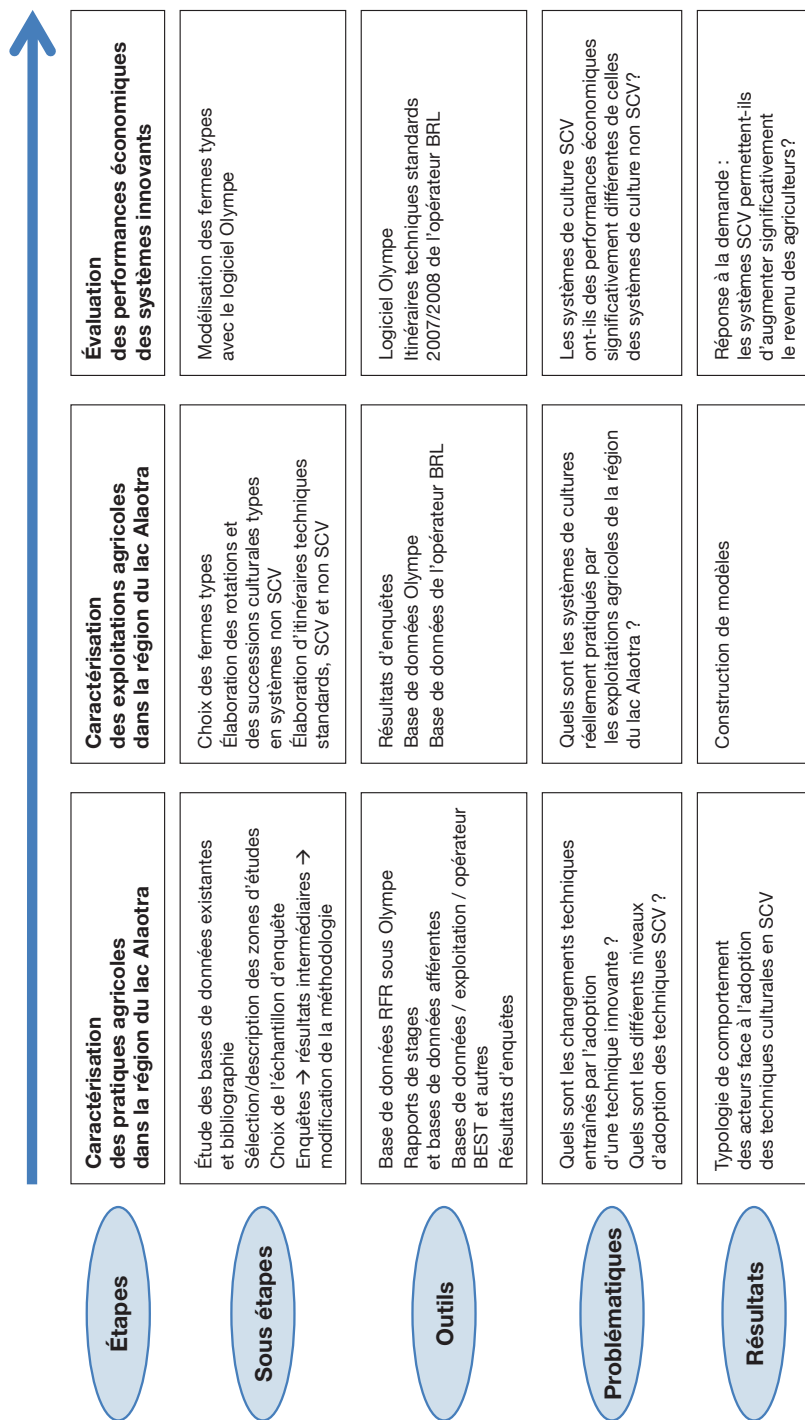 Étapes
Caractérisation
des pratiques agricoles
dans la région du lac Alaotra
Caractérisation
des exploitations agricoles
dans la région du lac Alaotra
Évaluation
des performances économiques
des systèmes innovants
Sous étapes
Étude des bases de données existantes
et bibliographie
Sélection/description des zones d'études
Choix de l'échantillon d'enquête
Enquêtes → résultats intermédiaires →
modification de la méthodologie
Choix des fermes types
Élaboration des rotations et
des successions culturales types
en systèmes non SCV
Élaboration d'itinéraires techniques
standards, SCV et non SCV
Modélisation des fermes types
avec le logiciel Olympe
Outils
Base de données RFR sous Olympe
Rapports de stages
et bases de données afférentes
Bases de données / exploitation / opérateur
BEST et autres
Résultats d'enquêtes
Résultats d'enquêtes
Base de données Olympe
Base de données de l'opérateur BRL
Logiciel Olympe
Itinéraires techniques standards
2007/2008 de l'opérateur BRL
Problématiques
Quels sont les changements techniques
entraînés par l'adoption
d'une technique innovante ?
Quels sont les différents niveaux
d'adoption des techniques SCV ?
Quels sont les systèmes de cultures
réellement pratiqués par
les exploitations agricoles de la région
du lac Alaotra ?
Les systèmes de culture SCV
ont-ils des performances économiques
significativement différentes de celles
des systèmes de culture non SCV?
Résultats
Typologie de comportement
des acteurs face à l'adoption
des techniques culturales en SCV
Construction de modèles
Réponse à la demande :
les systèmes SCV permettent-ils
d'augmenter significativement
le revenu des agriculteurs?